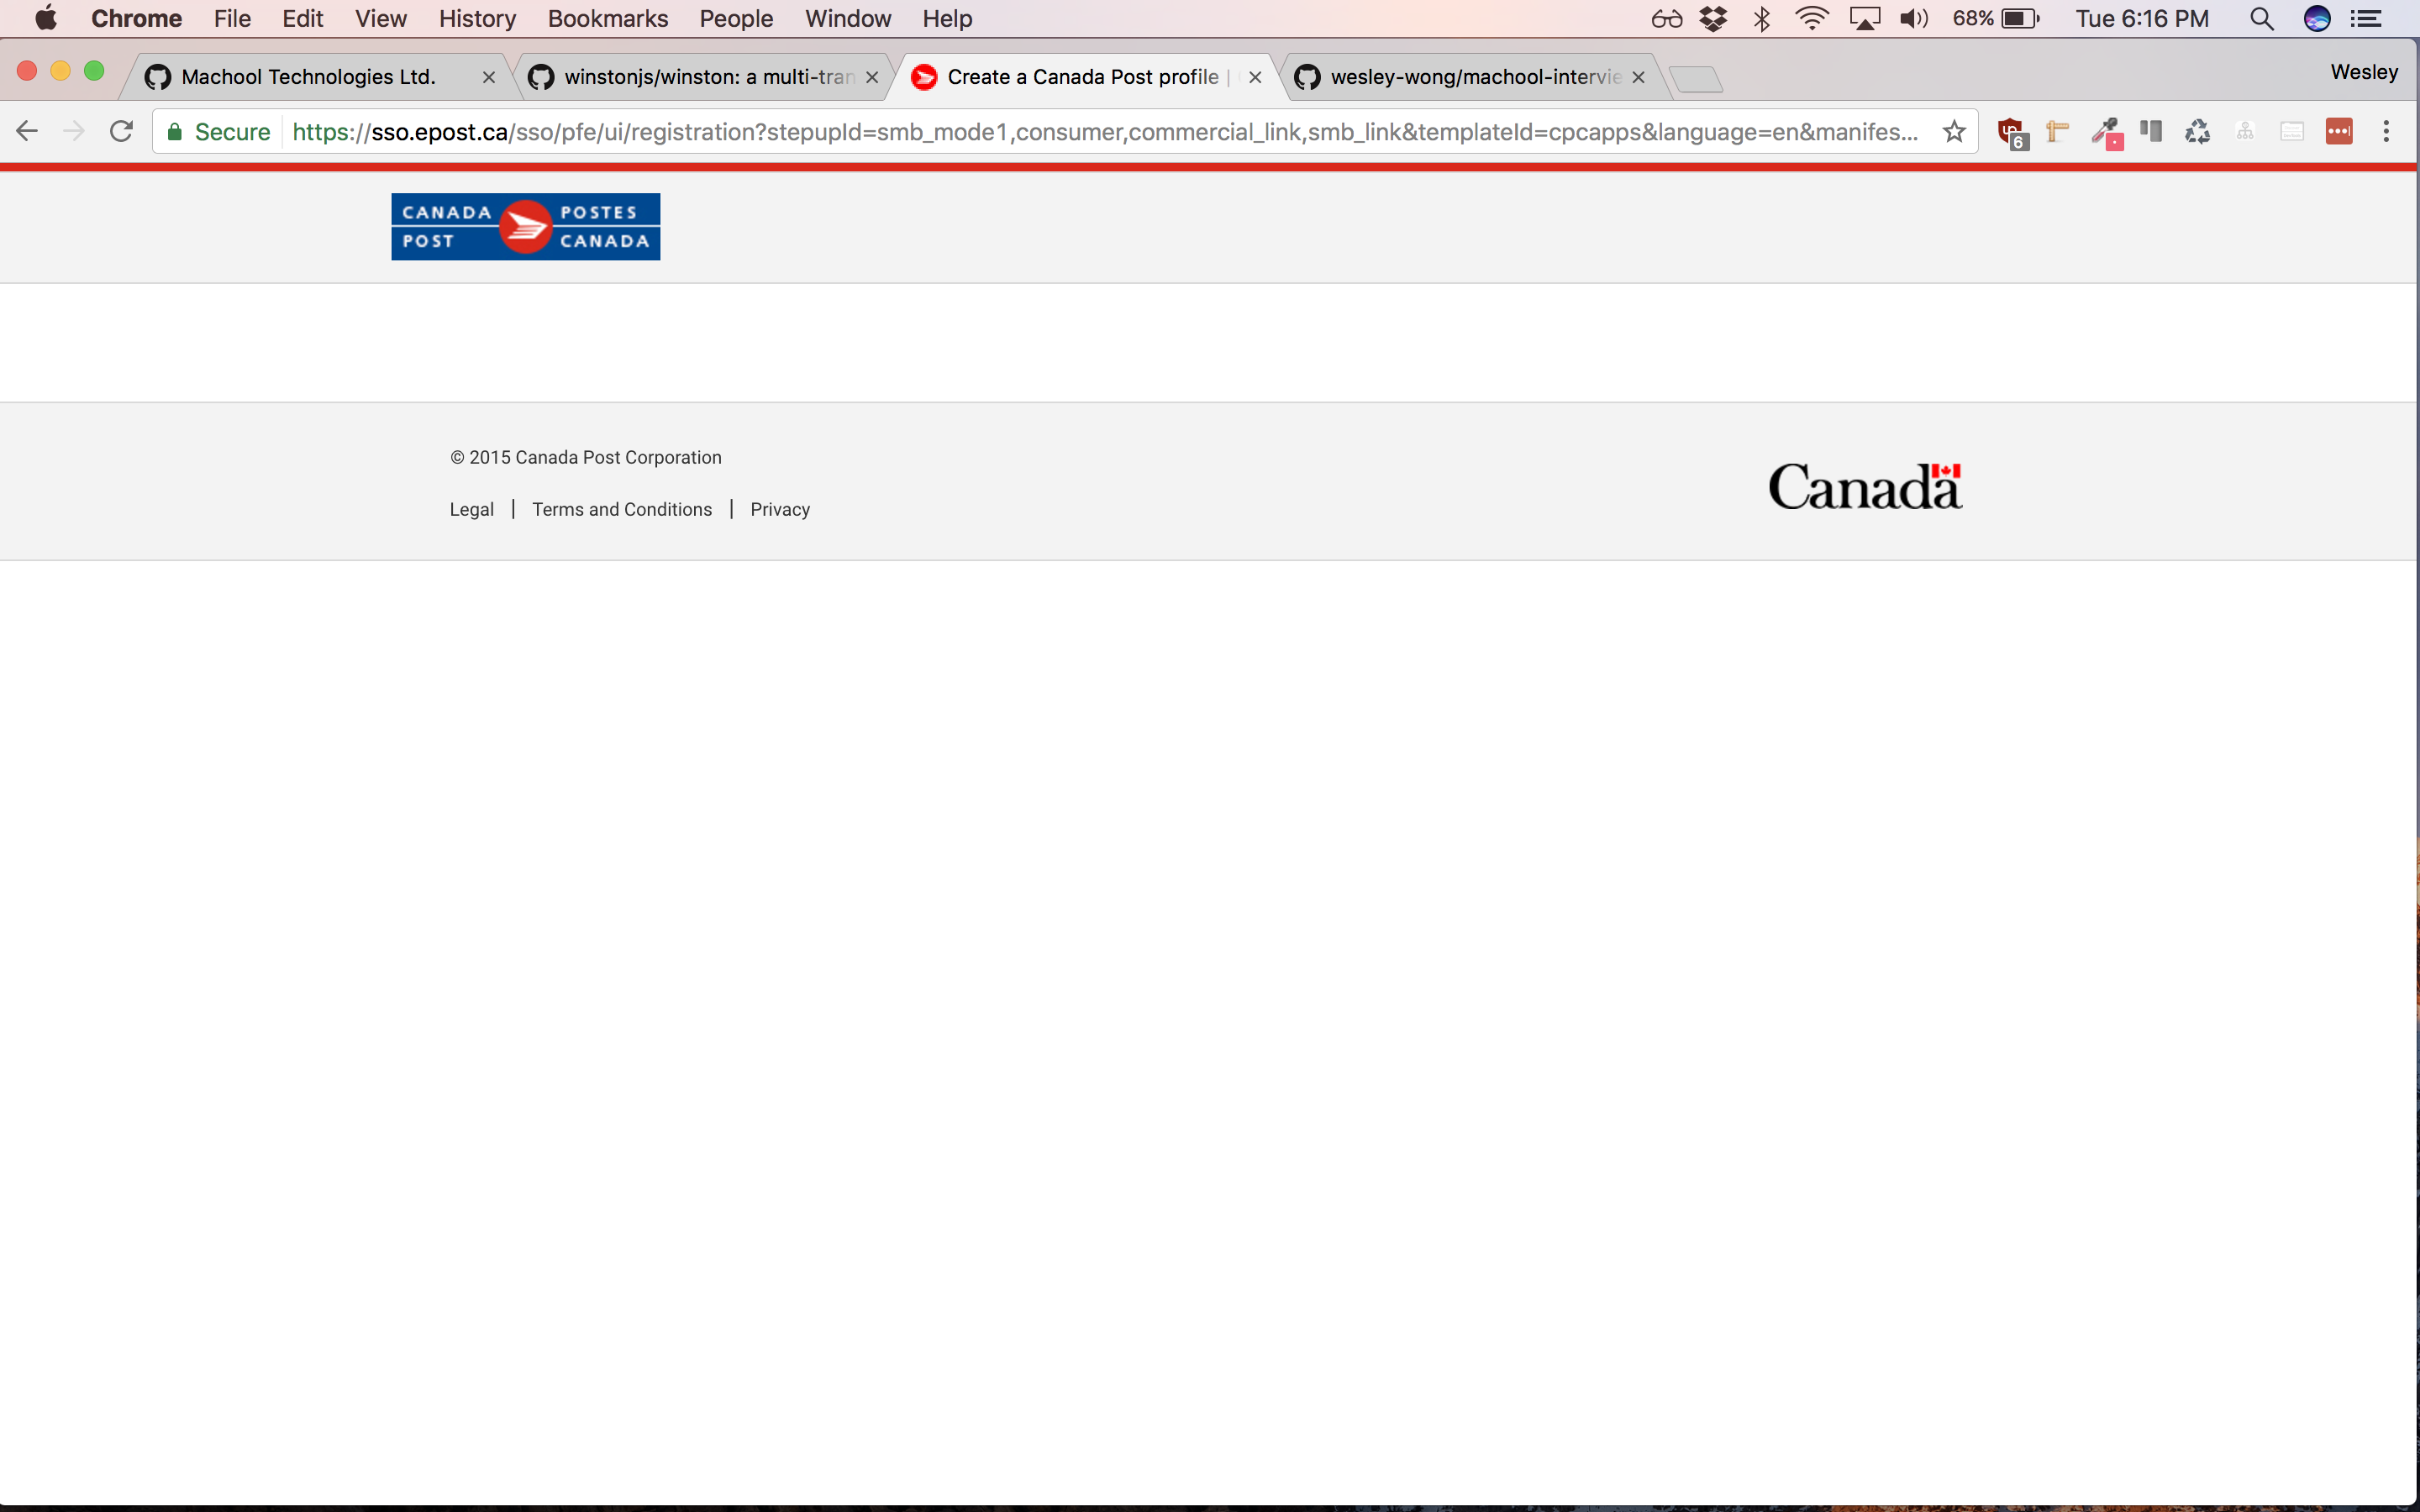 Chrome File Edit View History Bookmarks People Window Help 68% Tue 6:16 PM
Machool Technologies Ltd. winstonjs/winston: a multi-tran Create a Canada Post profile | wesley-wong/machool-intervie Wesley
Secure https://sso.epost.ca/sso/pfe/ui/registration?stepupId=smb_mode1,consumer,commercial_link,smb_link&templateId=cpcapps&language=en&manifes... 6
CANADA POSTES
POST CANADA
© 2015 Canada Post Corporation
Canada
Legal | Terms and Conditions | Privacy